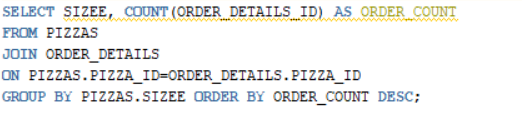 SELECT SIZEE, COUNT(ORDER_DETAILS_ID) AS ORDER_COUNT
FROM PIZZAS
JOIN ORDER_DETAILS
ON PIZZAS.PIZZA_ID=ORDER_DETAILS.PIZZA_ID
GROUP BY PIZZAS.SIZEE ORDER BY ORDER_COUNT DESC;